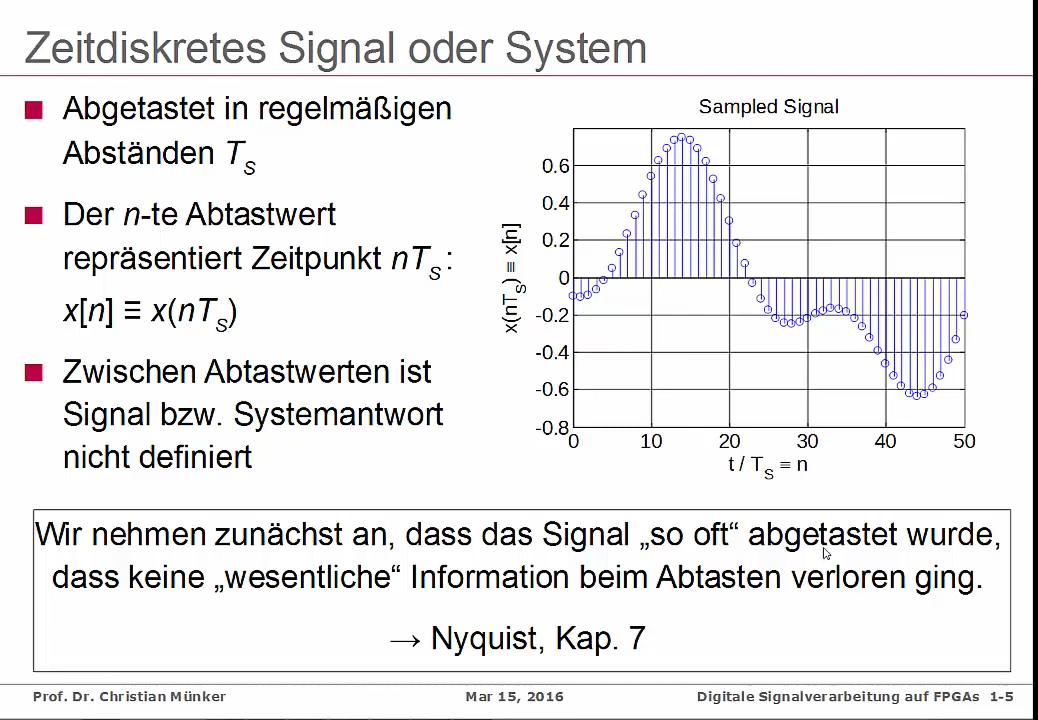 Zeitdiskretes Signal oder System
Abgetastet in regelmäßigen
Abständen T_S
Der n-te Abtastwert
repräsentiert Zeitpunkt nT_S :
x[n] ≡ x(nT_S)
Zwischen Abtastwerten ist
Signal bzw. Systemantwort
nicht definiert
Sampled Signal
x(nT_S) ≡ x[n]
0.6
0.4
0.2
0
-0.2
-0.4
-0.6
-0.8
0 10 20 30 40 50
t / T_S ≡ n
Wir nehmen zunächst an, dass das Signal „so oft“ abgetastet wurde,
dass keine „wesentliche“ Information beim Abtasten verloren ging.
→ Nyquist, Kap. 7
Prof. Dr. Christian Münker Mar 15, 2016 Digitale Signalverarbeitung auf FPGAs 1-5